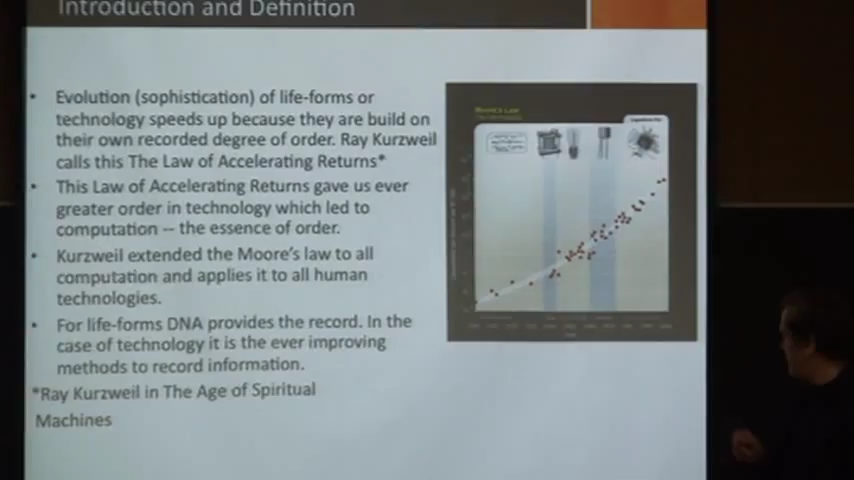 Introduction and Definition
• Evolution (sophistication) of life-forms or
technology speeds up because they are build on
their own recorded degree of order. Ray Kurzweil
calls this The Law of Accelerating Returns*
• This Law of Accelerating Returns gave us ever
greater order in technology which led to
computation -- the essence of order.
• Kurzweil extended the Moore's law to all
computation and applies it to all human
technologies.
• For life-forms DNA provides the record. In the
case of technology it is the ever improving
methods to record information.
*Ray Kurzweil in The Age of Spiritual
Machines
Moore's Law